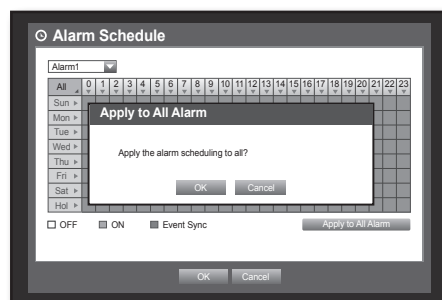 Alarm Schedule
Alarm1
All 0 1 2 3 4 5 6 7 8 9 10 11 12 13 14 15 16 17 18 19 20 21 22 23
Sun
Mon
Apply to All Alarm
Tue
Wed
Apply the alarm scheduling to all?
Thu
Fri
OK Cancel
Sat
Hol
OFF ON Event Sync Apply to All Alarm
OK Cancel